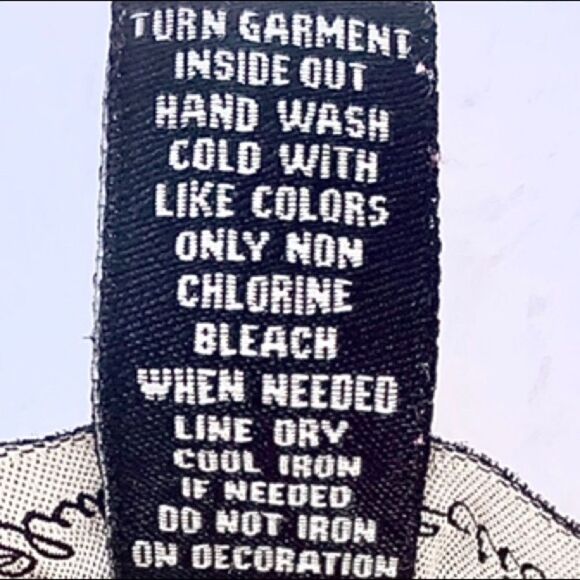 TURN GARMENT
INSIDE OUT
HAND WASH
COLD WITH
LIKE COLORS
ONLY NON
CHLORINE
BLEACH
WHEN NEEDED
LINE DRY
COOL IRON
IF NEEDED
DO NOT IRON
ON DECORATION